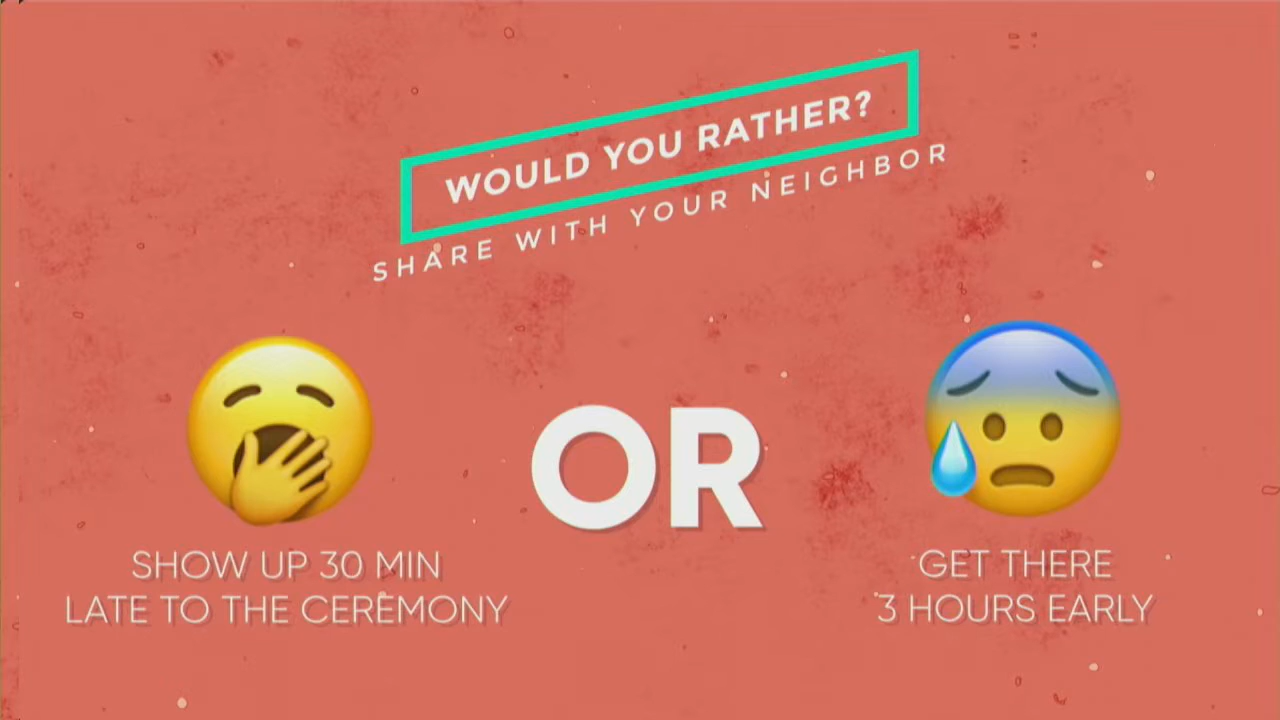 WOULD YOU RATHER?
SHARE WITH YOUR NEIGHBOR
OR
SHOW UP 30 MIN
LATE TO THE CEREMONY
GET THERE
3 HOURS EARLY